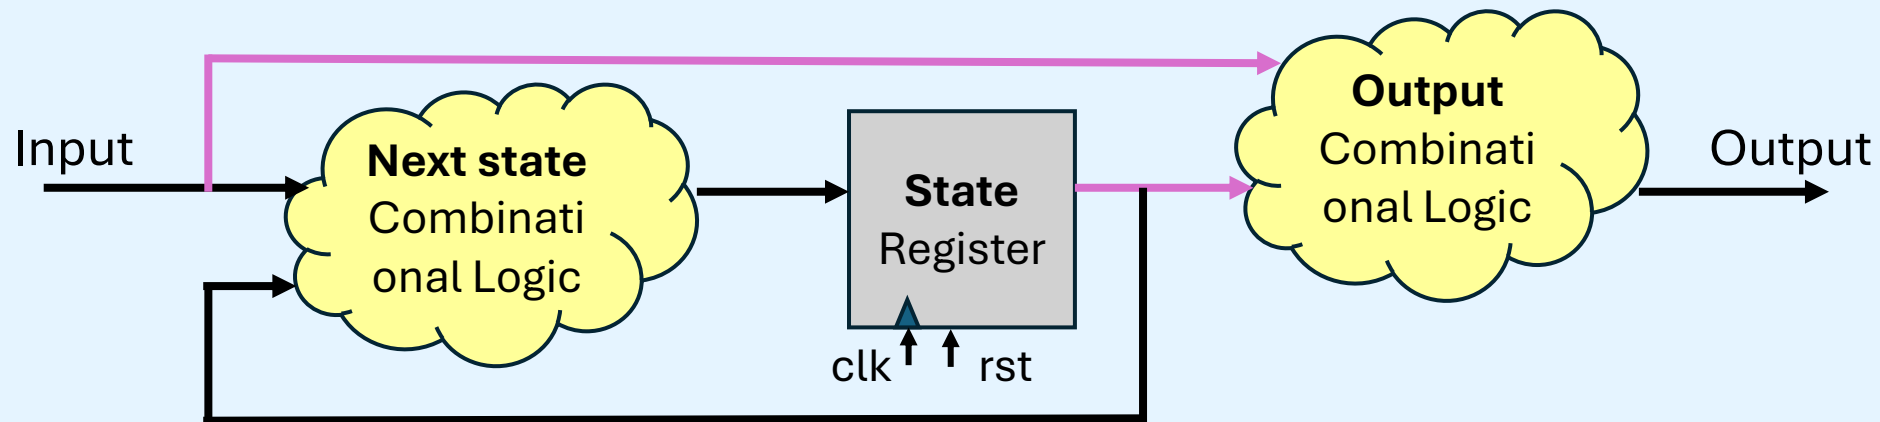 Input
Next state
Combinati
onal Logic
State
Register
clk
rst
Output
Combinati
onal Logic
Output